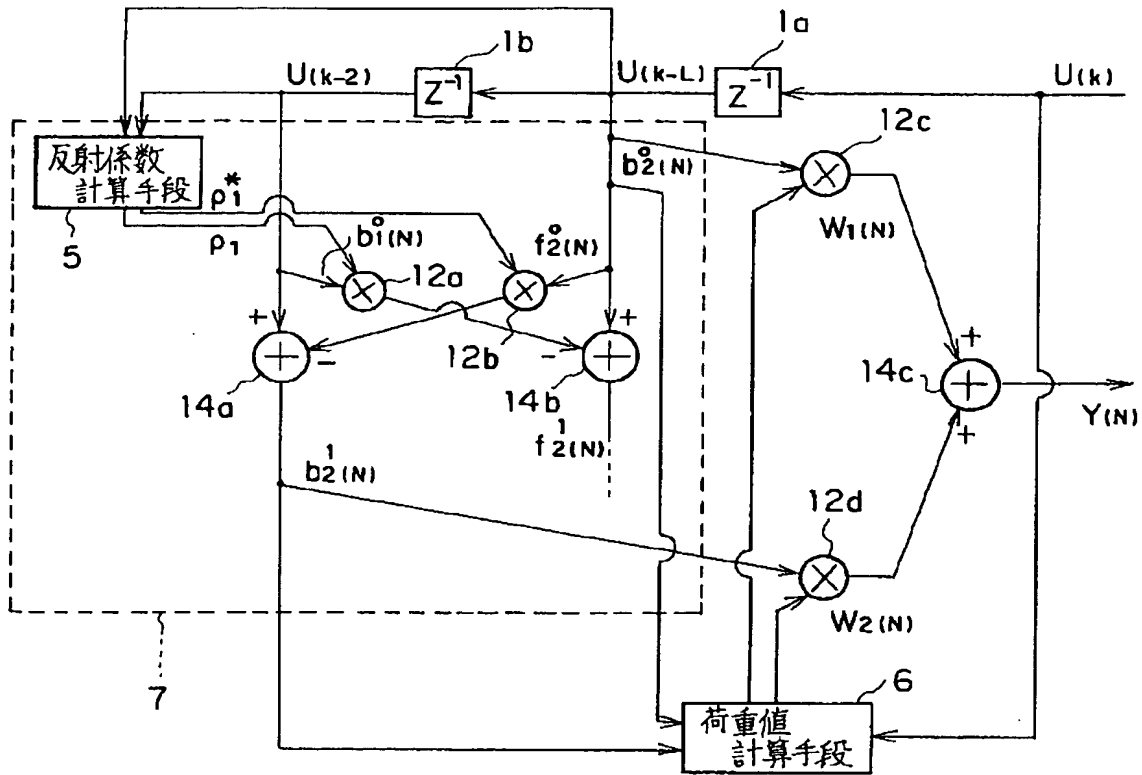 1b
1a
U(k-2)
Z⁻¹
U(k-L)
Z⁻¹
U(k)
反射係数
計算手段
5
ρ₁*
ρ₁
b₁⁰(N)
12a
f₂⁰(N)
b₂⁰(N)
12c
W₁(N)
12b
+
-
14a
+
-
14b
f₂¹(N)
b₂¹(N)
+
14c
+
Y(N)
12d
W₂(N)
7
6
荷重値
計算手段